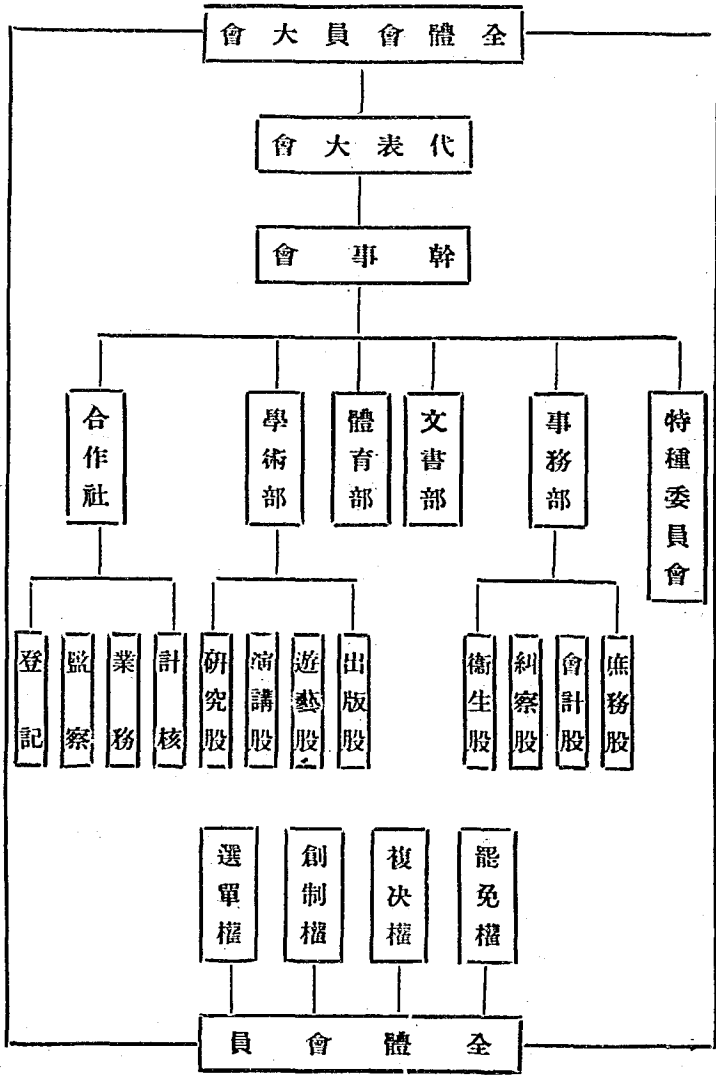 全體會員大會
代表大會
幹事會
特種委員會
事務部
文書部
體育部
學術部
合作社
庶務股
會計股
糾察股
衞生股
出版股
遊藝股
演講股
研究股
計核
業務
監察
登記
罷免權
複决權
創制權
選單權
全體會員